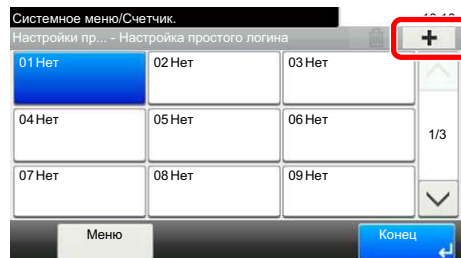 Системное меню/Счетчик.
Настройки пр... - Настройка простого логина
01 Нет 02 Нет 03 Нет
04 Нет 05 Нет 06 Нет
1/3
07 Нет 08 Нет 09 Нет
Меню Конец